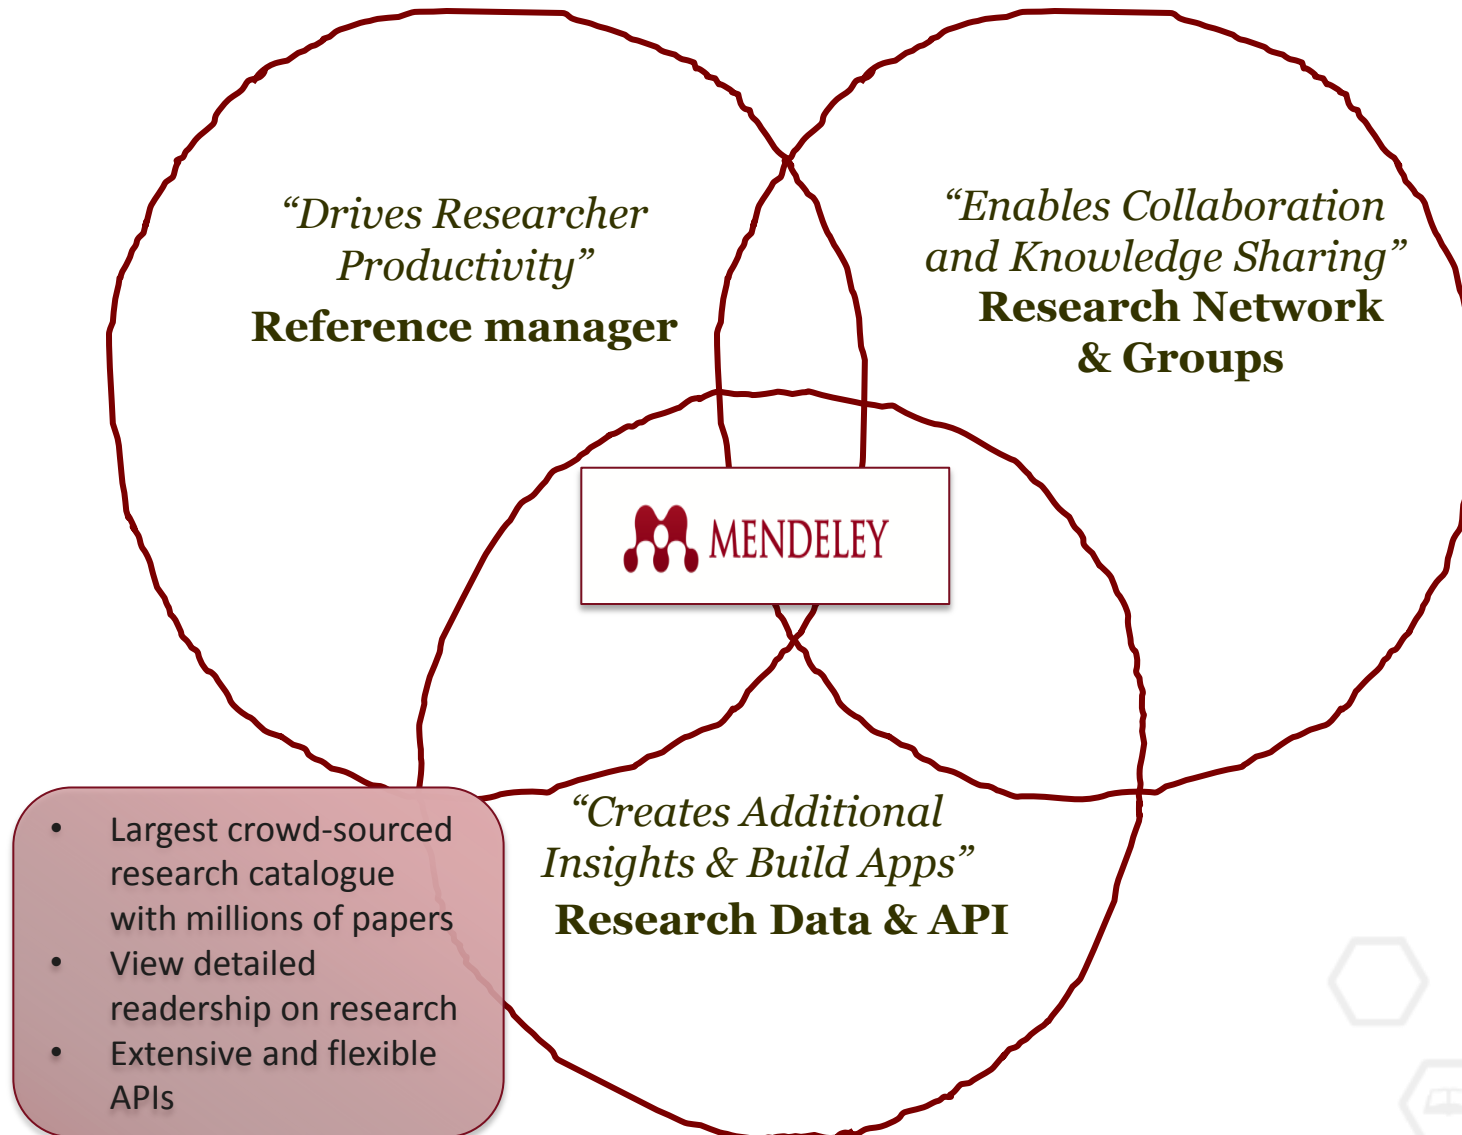 “Drives Researcher
Productivity”
Reference manager
“Enables Collaboration
and Knowledge Sharing”
Research Network
& Groups
MENDELEY
“Creates Additional
Insights & Build Apps”
Research Data & API
• Largest crowd-sourced
research catalogue
with millions of papers
• View detailed
readership on research
• Extensive and flexible
APIs